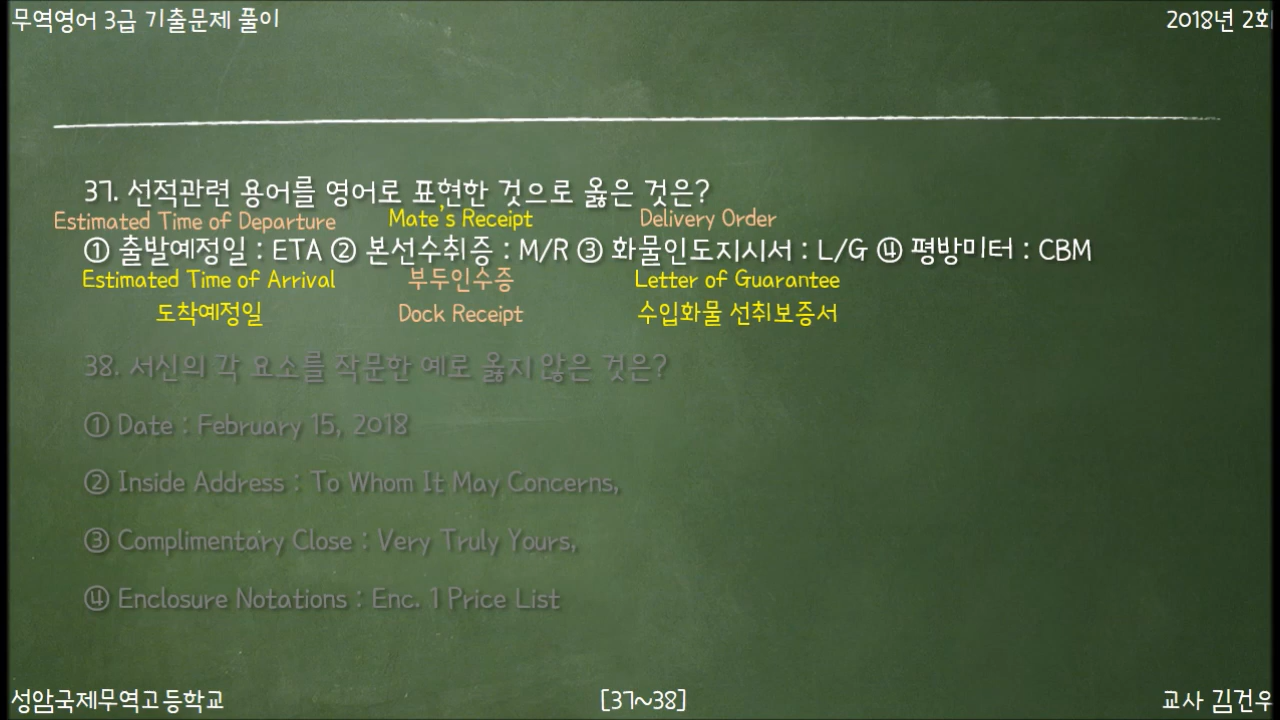 무역영어 3급 기출문제 풀이
2018년 2회
37. 선적관련 용어를 영어로 표현한 것으로 옳은 것은?
Estimated Time of Departure Mate's Receipt Delivery Order
① 출발예정일 : ETA ② 본선수취증 : M/R ③ 화물인도지시서 : L/G ④ 평방미터 : CBM
Estimated Time of Arrival 부두인수증 Letter of Guarantee
도착예정일 Dock Receipt 수입화물 선취보증서
38. 서신의 각 요소를 작문한 예로 옳지 않은 것은?
① Date : February 15, 2018
② Inside Address : To Whom It May Concerns,
③ Complimentary Close : Very Truly Yours,
④ Enclosure Notations : Enc. 1 Price List
성암국제무역고등학교
[37~38]
교사 김건우